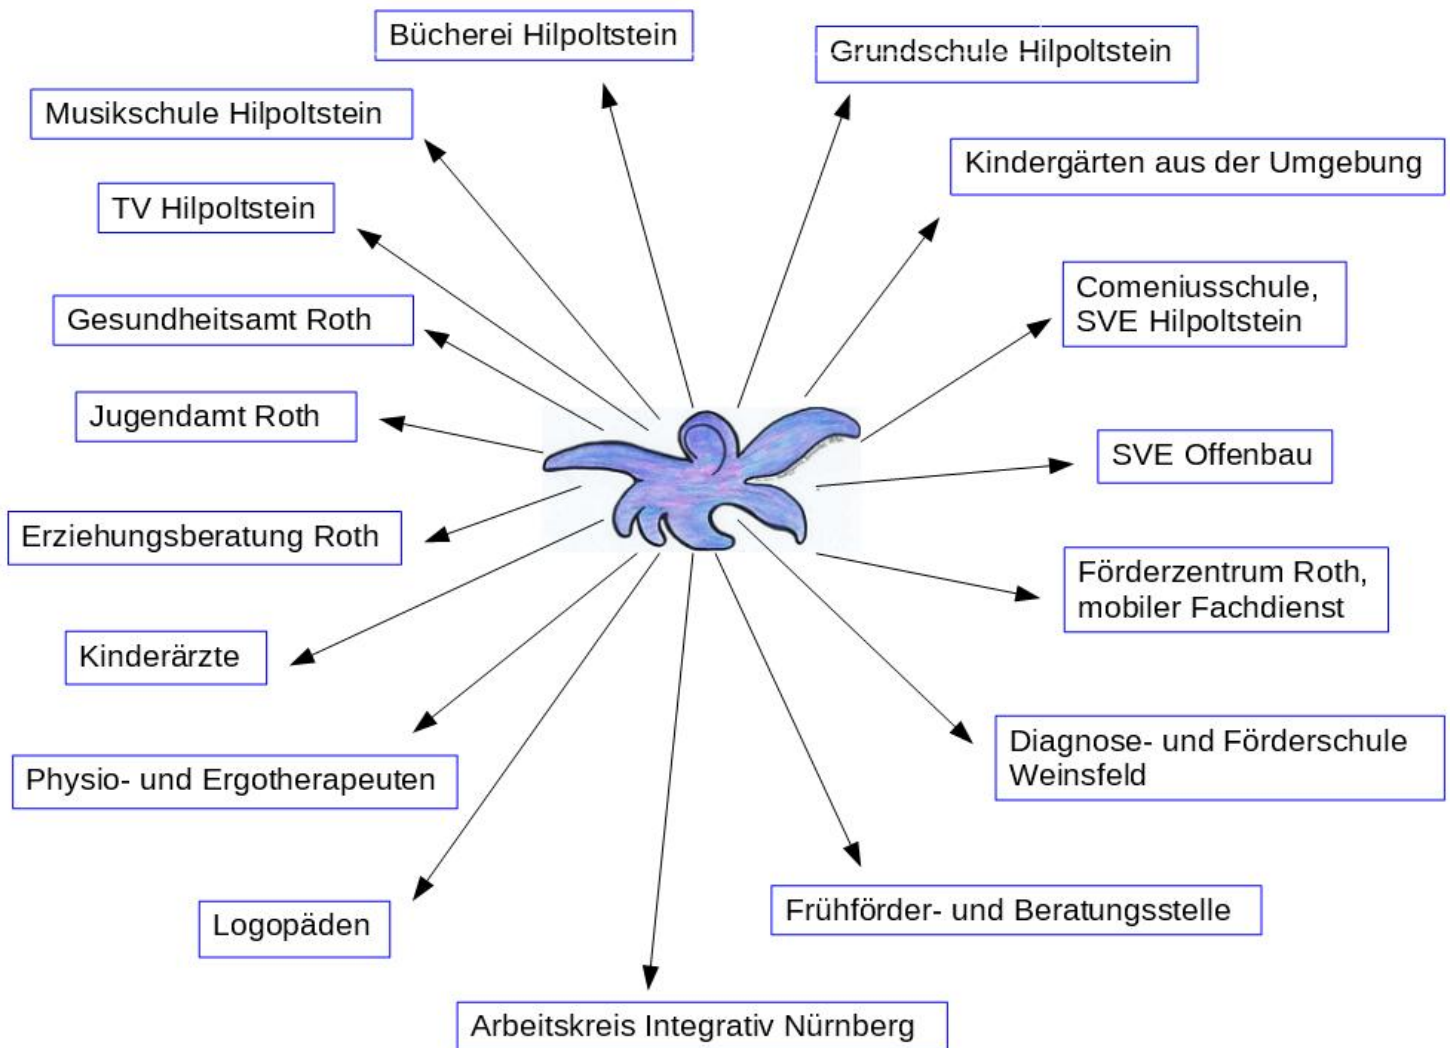 Bücherei Hilpoltstein
Grundschule Hilpoltstein
Musikschule Hilpoltstein
Kindergärten aus der Umgebung
TV Hilpoltstein
Comeniusschule,
SVE Hilpoltstein
Gesundheitsamt Roth
Jugendamt Roth
SVE Offenbau
Erziehungsberatung Roth
Förderzentrum Roth,
mobiler Fachdienst
Kinderärzte
Diagnose- und Förderschule
Weinsfeld
Physio- und Ergotherapeuten
Frühförder- und Beratungsstelle
Logopäden
Arbeitskreis Integrativ Nürnberg